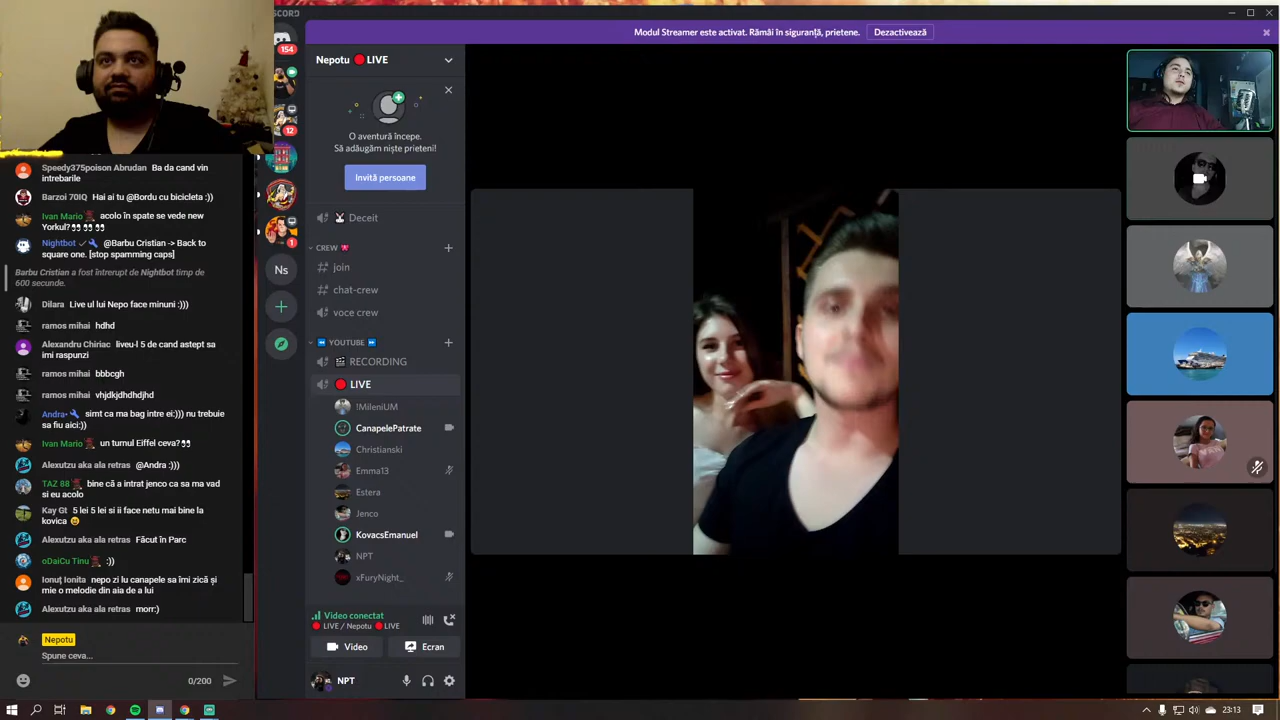 ISCORD
Modul Streamer este activat. Rămâi în siguranță, prietene.
Dezactivează
154
12
1
Ns
Nepotu 🔴LIVE
O aventură începe.
Să adăugăm niște prieteni!
Invită persoane
Deceit
CREW
join
chat-crew
voce crew
YOUTUBE
RECORDING
LIVE
!MileniUM
CanapelePatrate
Christianski
Emma13
Estera
Jenco
KovacsEmanuel
NPT
xFuryNight_
Video conectat
LIVE / Nepotu 🔴LIVE
Video
Ecran
NPT
Speedy375poison Abrudan Ba da cand vin
intrebarile
Barzoi 70IQ Hai ai tu @Bordu cu bicicleta :))
Ivan Mario acolo în spate se vede new
Yorkul?👀👀
Nightbot @Barbu Cristian -> Back to
square one. [stop spamming caps]
Barbu Cristian a fost întrerupt de Nightbot timp de
600 secunde.
Dilara Live ul lui Nepo face minuni :)))
ramos mihai hdhd
Alexandru Chiriac liveu-l 5 de cand astept sa
imi raspunzi
ramos mihai bbbcgh
ramos mihai vhjdkjdhdhdjhd
Andra• simt ca ma bag intre ei:)))) nu trebuie
sa fiu aici:))
Ivan Mario un turnul Eiffel ceva?👀
Alexutzu aka ala retras @Andra :)))
TAZ 88 bine că a intrat jenco ca sa ma vad
si eu acolo
Kay Gt 5 lei 5 lei si ii face netu mai bine la
kovica
Alexutzu aka ala retras Făcut în Parc
oDaiCu Tinu :))
Ionuț Ionita nepo zi lu canapele sa îmi zică și
mie o melodie din aia de a lui
Alexutzu aka ala retras morr:)
Nepotu
Spune ceva...
0/200
23:13